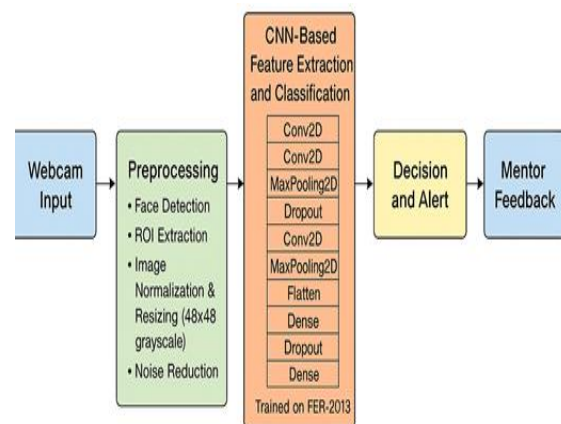 Webcam
Input
Preprocessing
• Face Detection
• ROI Extraction
• Image
Normalization &
Resizing (48x48
grayscale)
• Noise Reduction
CNN-Based
Feature Extraction
and Classification
Conv2D
Conv2D
MaxPooling2D
Dropout
Conv2D
MaxPooling2D
Flatten
Dense
Dropout
Dense
Trained on FER-2013
Decision
and Alert
Mentor
Feedback